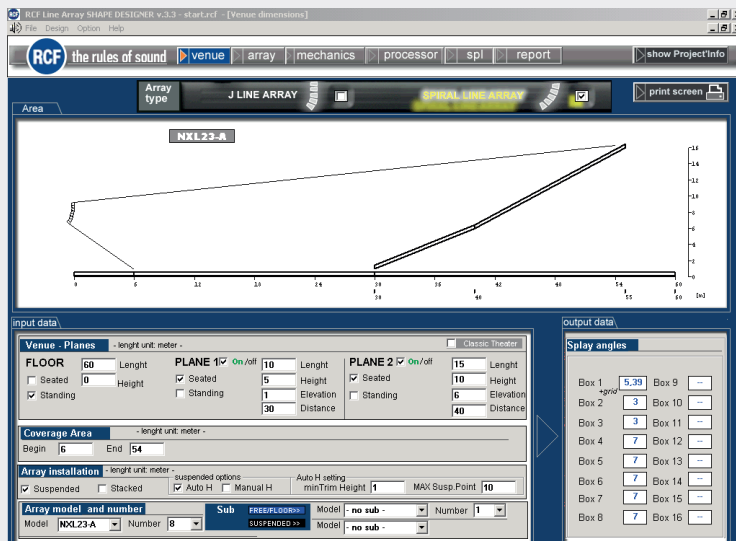 RCF Line Array SHAPE DESIGNER v.3.3 - start.rcf - [Venue dimensions]
File Design Option Help
RCF the rules of sound venue array mechanics processor spl report show Project'Info
Array type J LINE ARRAY SPIRAL LINE ARRAY print screen
Area
NXL23-A
16
14
12
10
8
6
4
2
0
0 6 12 18 24 30 36 42 48 54 60
30 40 55 60 [m]
input data
Venue - Planes - lenght unit: meter - Classic Theater
FLOOR 60 Lenght PLANE 1 On/off 10 Lenght PLANE 2 On/off 15 Lenght
Seated 0 Height Seated 5 Height Seated 10 Height
Standing Standing 1 Elevation Standing 6 Elevation
30 Distance 40 Distance
Coverage Area - lenght unit: meter -
Begin 6 End 54
Array installation - lenght unit: meter - suspended options Auto H setting
Suspended Stacked Auto H Manual H minTrim Height 1 MAX Susp.Point 10
Array model and number Sub FREE/FLOOR>> Model - no sub - Number 1
Model NXL23-A Number 8 SUSPENDED >> Model - no sub -
output data
Splay angles
Box 1 +grid 5,39 Box 9 --
Box 2 3 Box 10 --
Box 3 3 Box 11 --
Box 4 7 Box 12 --
Box 5 7 Box 13 --
Box 6 7 Box 14 --
Box 7 7 Box 15 --
Box 8 7 Box 16 --